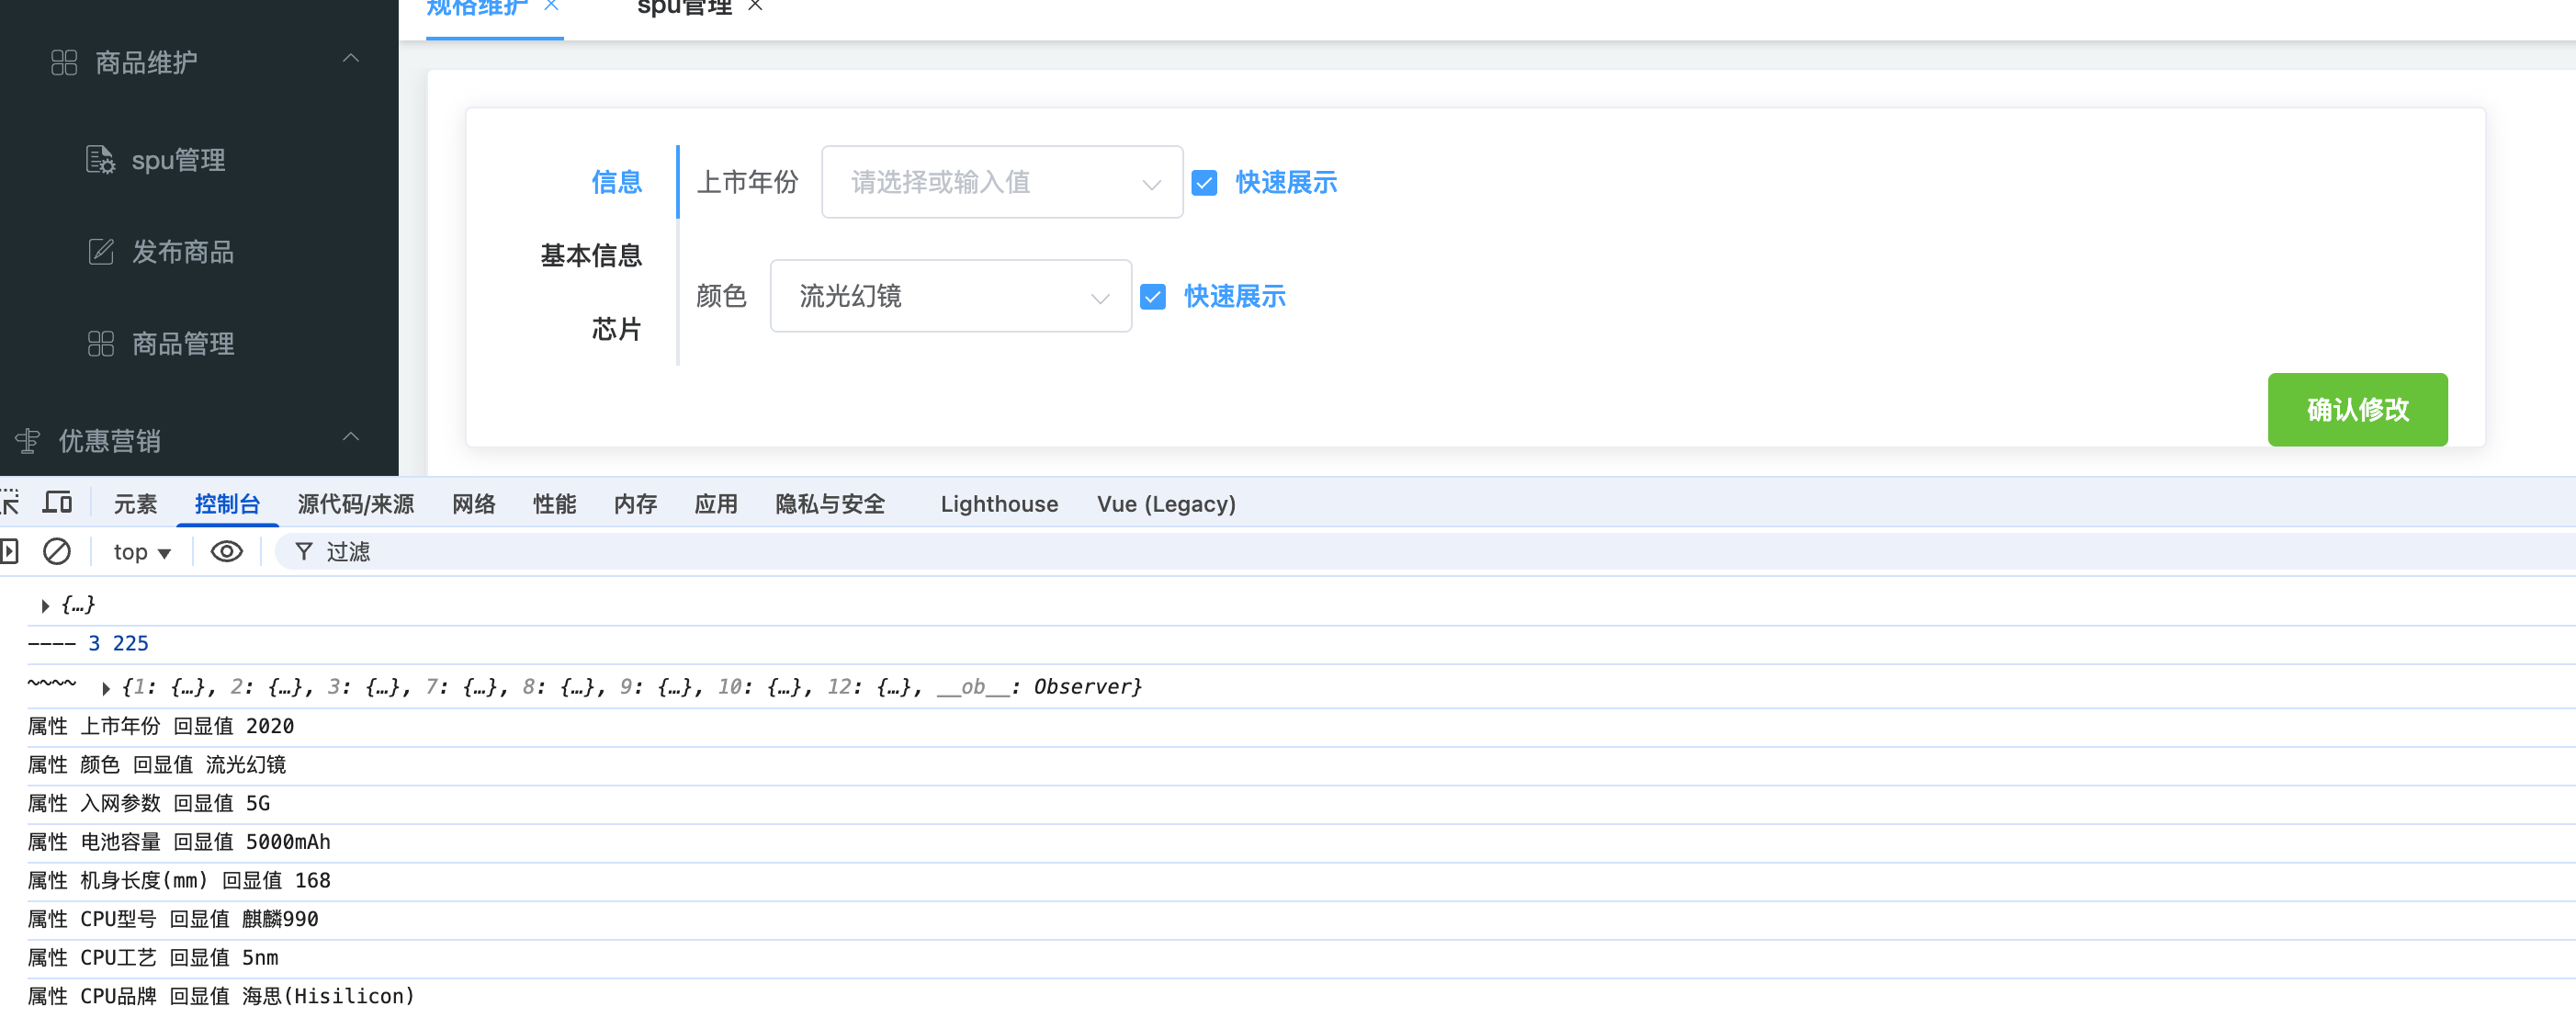 规格维护 ×
spu管理 ×
商品维护
spu管理
发布商品
商品管理
优惠营销
信息
基本信息
芯片
上市年份 请选择或输入值 快速展示
颜色 流光幻镜 快速展示
确认修改
元素 控制台 源代码/来源 网络 性能 内存 应用 隐私与安全 Lighthouse Vue (Legacy)
top 过滤
{…}
---- 3 225
~~~~ {1: {…}, 2: {…}, 3: {…}, 7: {…}, 8: {…}, 9: {…}, 10: {…}, 12: {…}, __ob__: Observer}
属性 上市年份 回显值 2020
属性 颜色 回显值 流光幻镜
属性 入网参数 回显值 5G
属性 电池容量 回显值 5000mAh
属性 机身长度(mm) 回显值 168
属性 CPU型号 回显值 麒麟990
属性 CPU工艺 回显值 5nm
属性 CPU品牌 回显值 海思(Hisilicon)